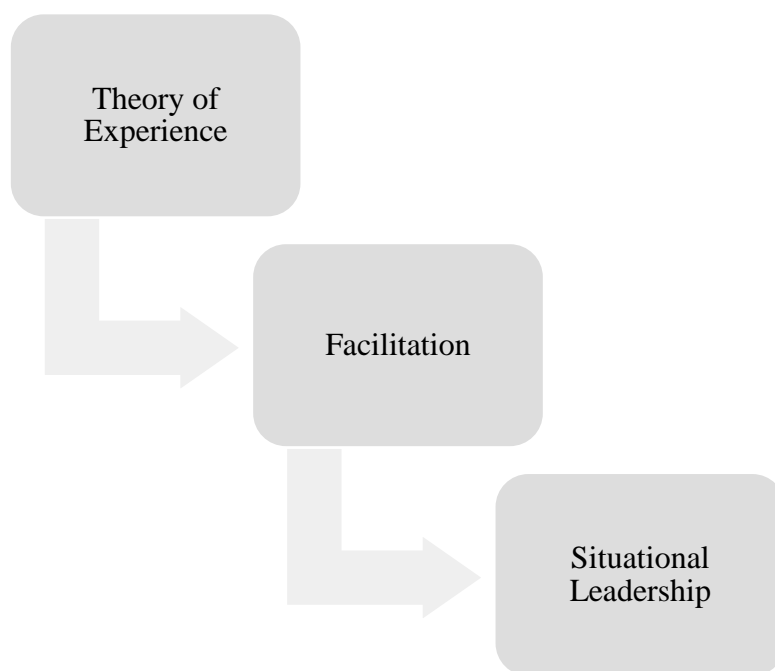 Theory of
Experience
Facilitation
Situational
Leadership